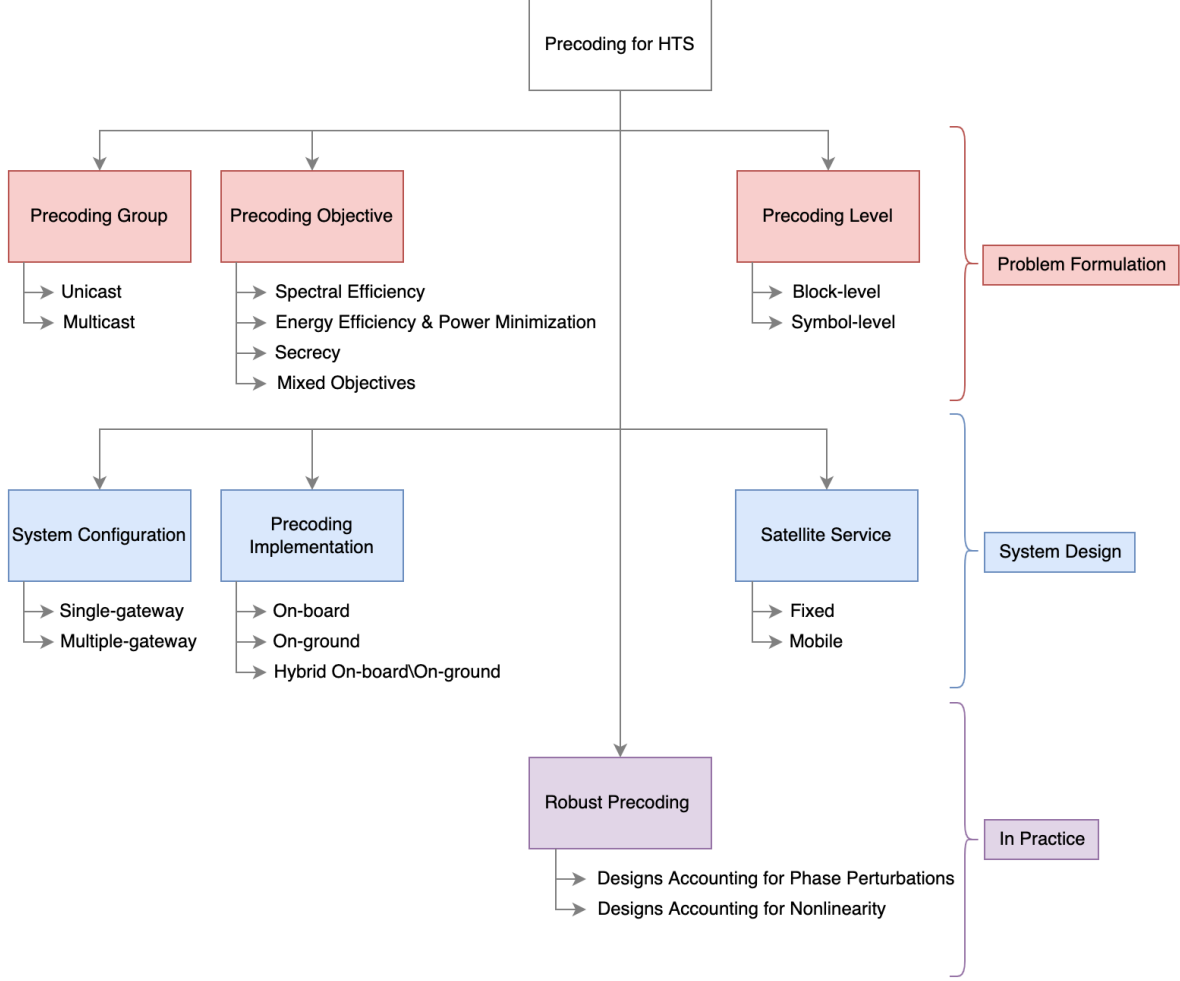 Precoding for HTS
Precoding Group
Precoding Objective
Precoding Level
Problem Formulation
Unicast
Multicast
Spectral Efficiency
Energy Efficiency & Power Minimization
Secrecy
Mixed Objectives
Block-level
Symbol-level
System Configuration
Precoding
Implementation
Satellite Service
System Design
Single-gateway
Multiple-gateway
On-board
On-ground
Hybrid On-board\On-ground
Fixed
Mobile
Robust Precoding
In Practice
Designs Accounting for Phase Perturbations
Designs Accounting for Nonlinearity